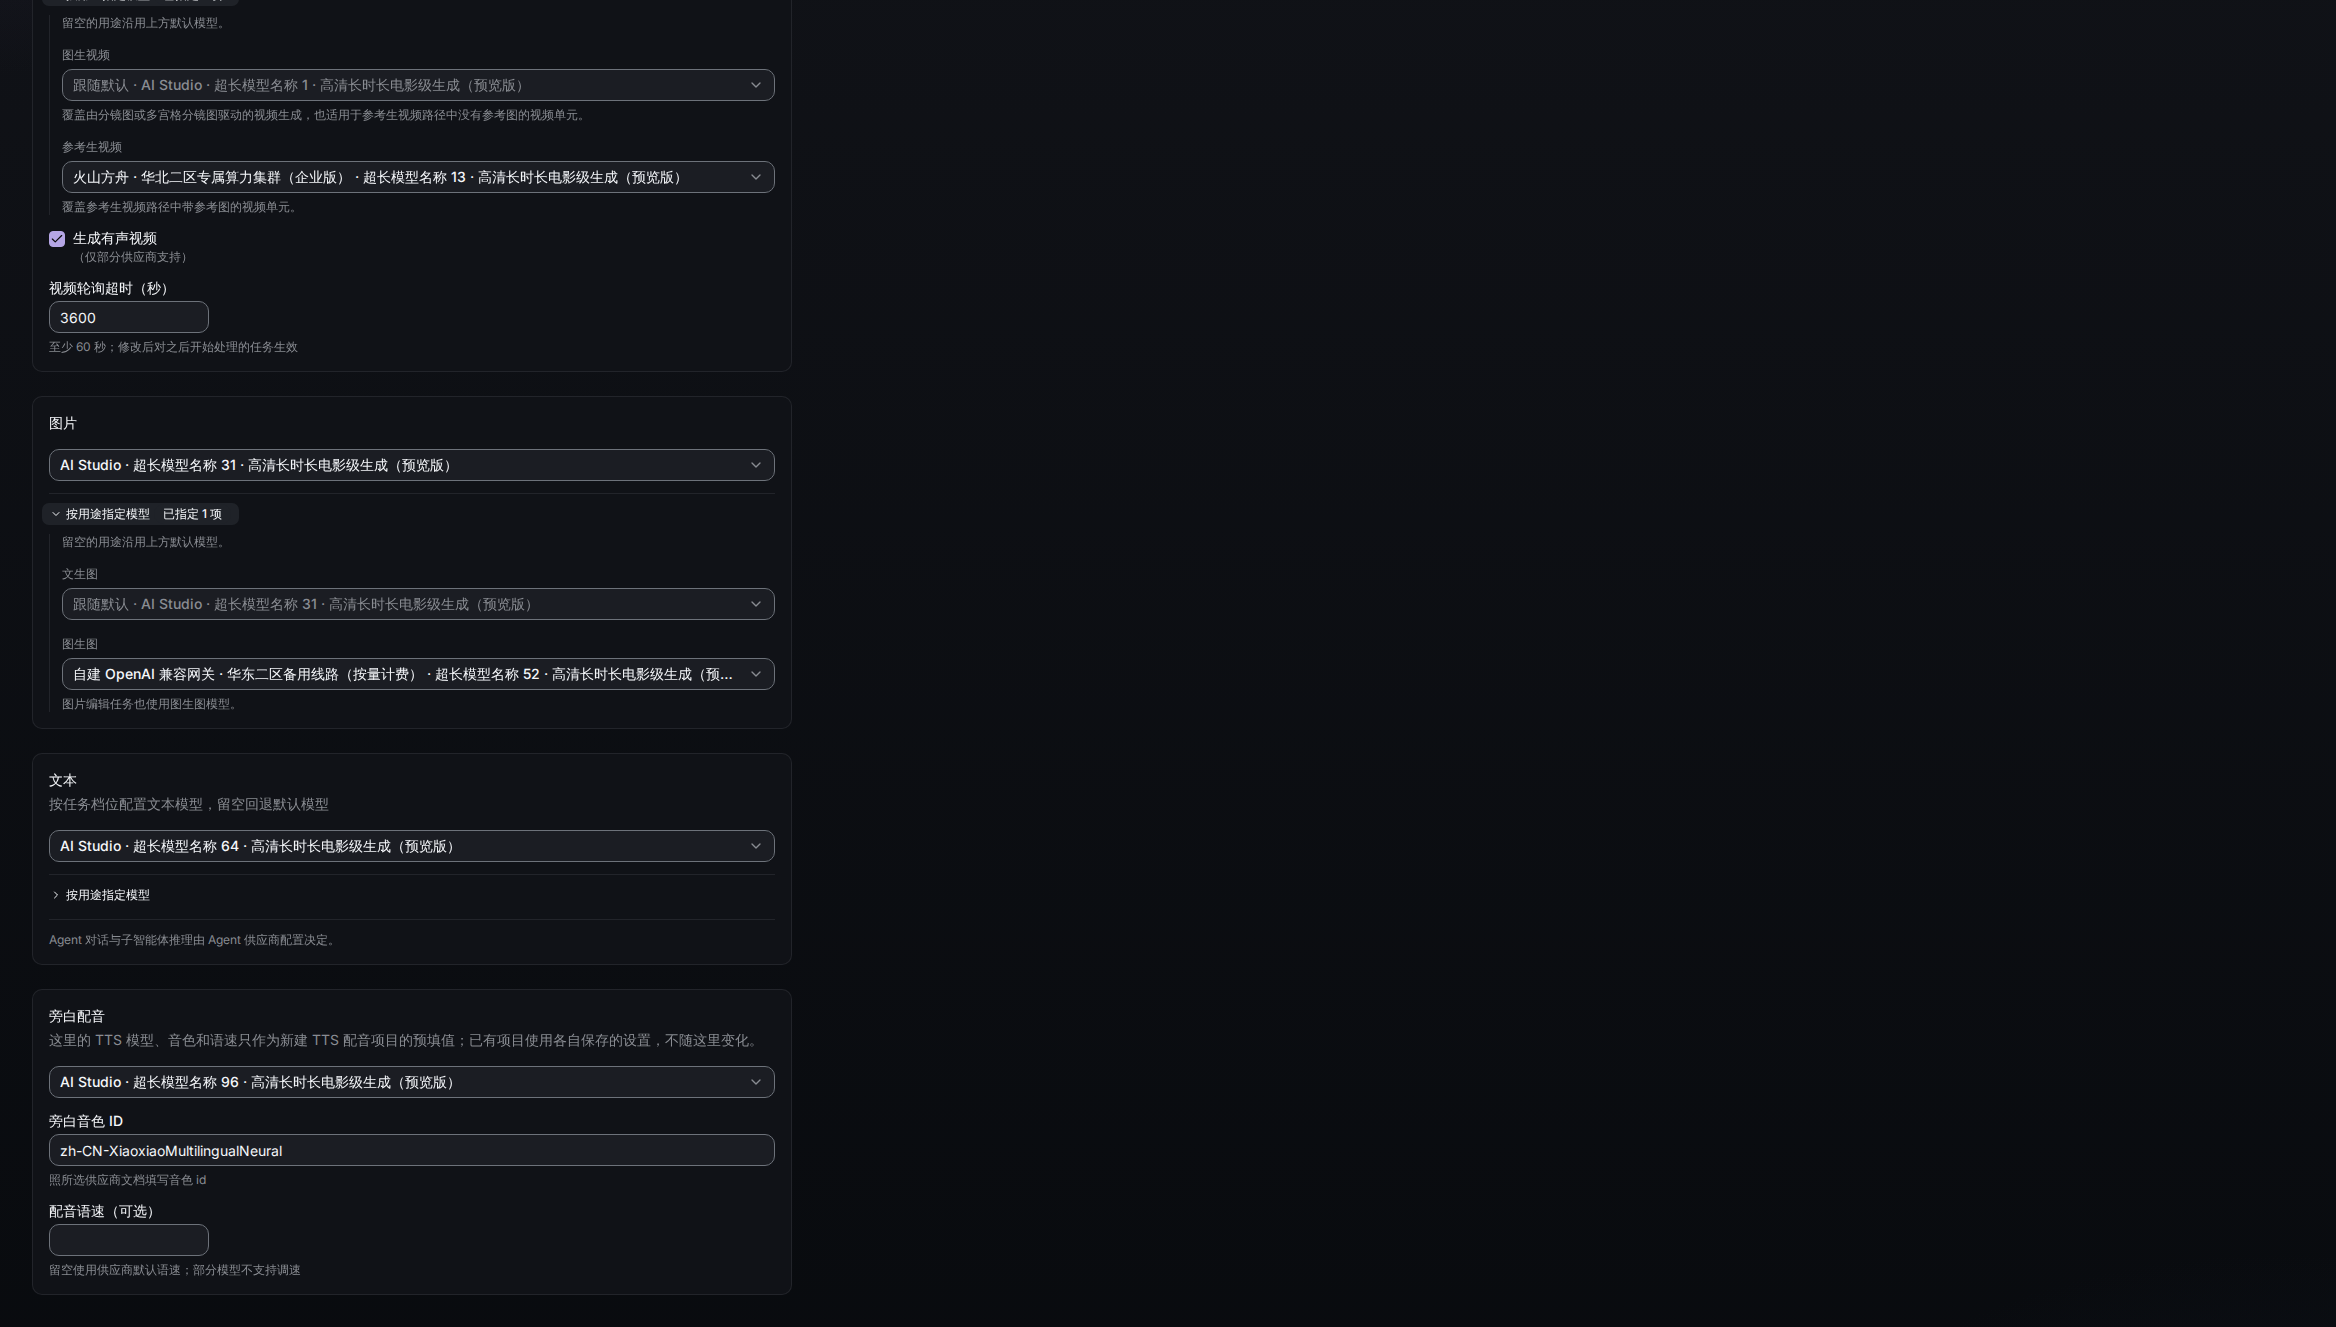 留空的用途沿用上方默认模型。
图生视频
跟随默认 · AI Studio · 超长模型名称 1 · 高清长时长电影级生成（预览版）
覆盖由分镜图或多宫格分镜图驱动的视频生成，也适用于参考生视频路径中没有参考图的视频单元。
参考生视频
火山方舟 · 华北二区专属算力集群（企业版） · 超长模型名称 13 · 高清长时长电影级生成（预览版）
覆盖参考生视频路径中带参考图的视频单元。
生成有声视频
（仅部分供应商支持）
视频轮询超时（秒）
3600
至少 60 秒；修改后对之后开始处理的任务生效
图片
AI Studio · 超长模型名称 31 · 高清长时长电影级生成（预览版）
按用途指定模型 已指定 1 项
留空的用途沿用上方默认模型。
文生图
跟随默认 · AI Studio · 超长模型名称 31 · 高清长时长电影级生成（预览版）
图生图
自建 OpenAI 兼容网关 · 华东二区备用线路（按量计费） · 超长模型名称 52 · 高清长时长电影级生成（预...
图片编辑任务也使用图生图模型。
文本
按任务档位配置文本模型，留空回退默认模型
AI Studio · 超长模型名称 64 · 高清长时长电影级生成（预览版）
按用途指定模型
Agent 对话与子智能体推理由 Agent 供应商配置决定。
旁白配音
这里的 TTS 模型、音色和语速只作为新建 TTS 配音项目的预填值；已有项目使用各自保存的设置，不随这里变化。
AI Studio · 超长模型名称 96 · 高清长时长电影级生成（预览版）
旁白音色 ID
zh-CN-XiaoxiaoMultilingualNeural
照所选供应商文档填写音色 id
配音语速（可选）
留空使用供应商默认语速；部分模型不支持调速